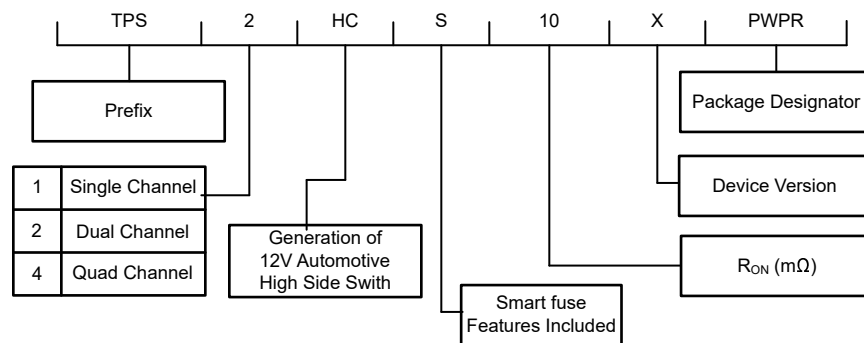 TPS 2 HC S 10 X PWPR
Prefix
Package Designator
1 Single Channel
2 Dual Channel
4 Quad Channel
Device Version
Generation of
12V Automotive
High Side Swith
RON (mΩ)
Smart fuse
Features Included